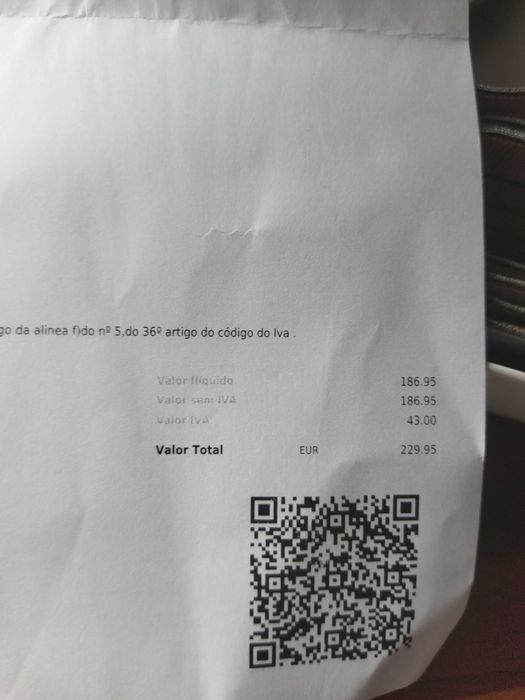 go da alinea f)do nº 5,do 36º artigo do código do Iva .
Valor Ilíquido 186.95
Valor sem IVA 186.95
Valor IVA 43.00
Valor Total EUR 229.95